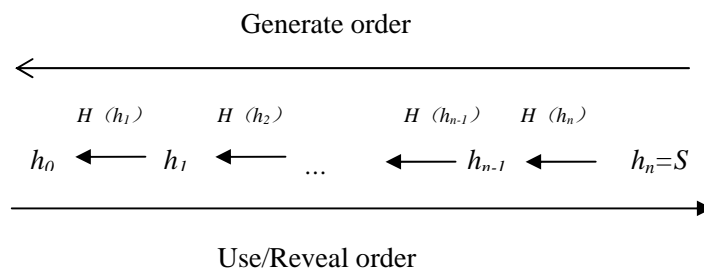 Generate order
H（h₁） H（h₂） H（hₙ₋₁） H（hₙ）
h₀ h₁ ... hₙ₋₁ hₙ=S
Use/Reveal order